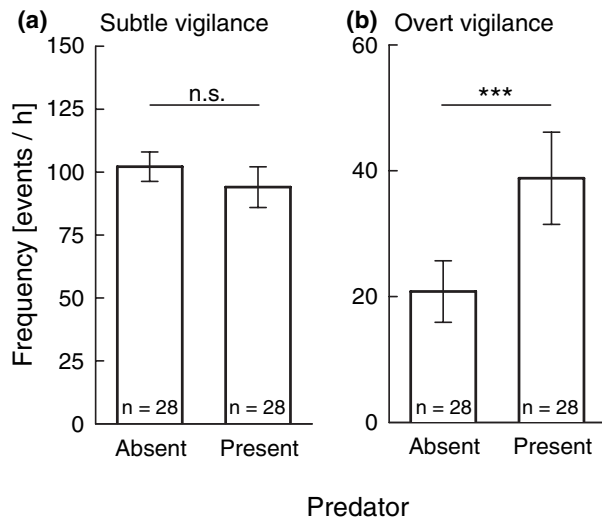 (a) Subtle vigilance
150
125
100
75
50
25
0
Frequency [events / h]
n.s.
n = 28
n = 28
Absent
Present
(b) Overt vigilance
60
40
20
0
***
n = 28
n = 28
Absent
Present
Predator